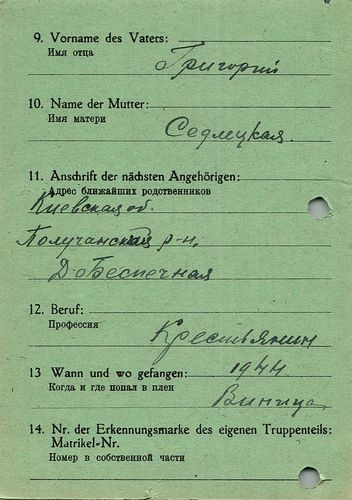 9. Vorname des Vaters:
Имя отца
Григорий
10. Name der Mutter:
Имя матери
Седлецкая.
11. Anschrift der nächsten Angehörigen:
Адрес ближайших родственников
Киевская об.
р-н,
Д-Беспечная
12. Beruf:
Профессия
Крестьянин
13 Wann und wo gefangen: 1944
Когда и где попал в плен
Виница
14. Nr. der Erkennungsmarke des eigenen Truppenteils:
Matrikel-Nr.
Номер в собственной части